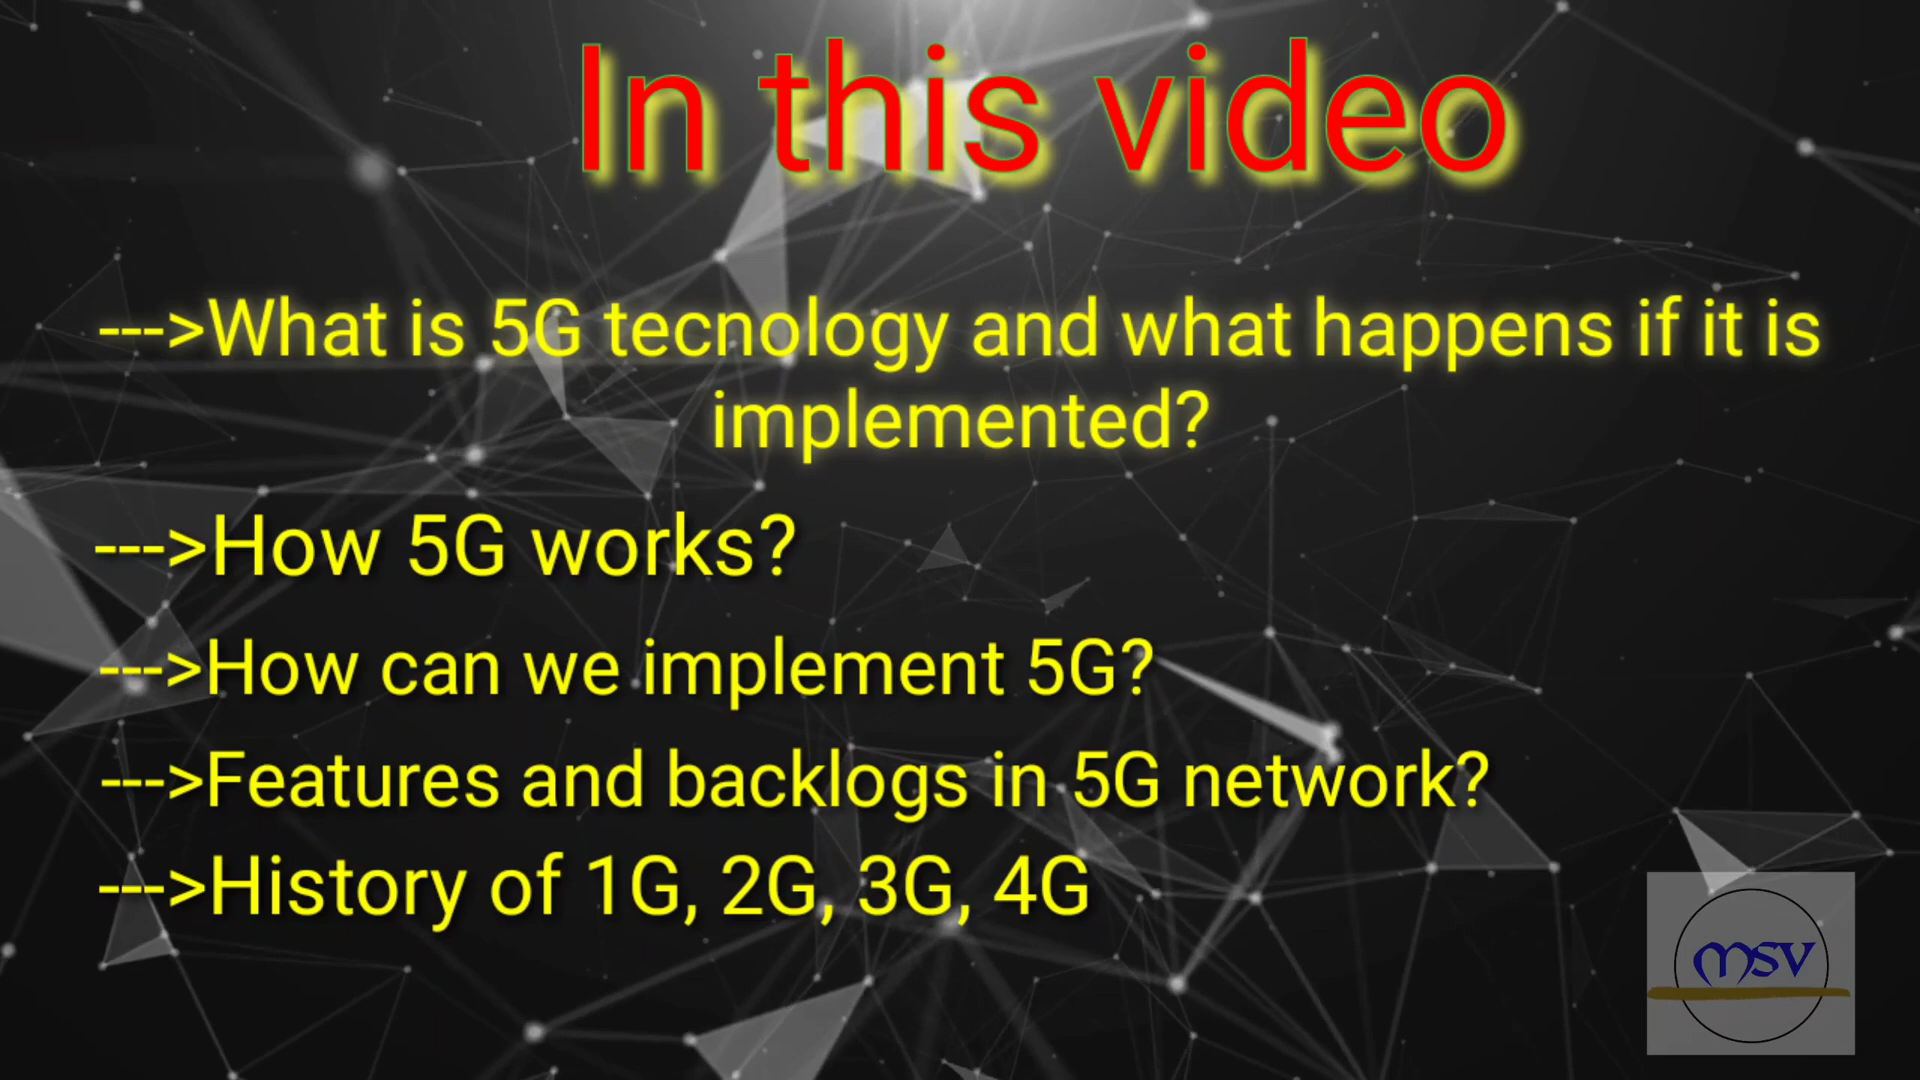 In this video
--->What is 5G tecnology and what happens if it is
implemented?
--->How 5G works?
--->How can we implement 5G?
--->Features and backlogs in 5G network?
--->History of 1G, 2G, 3G, 4G
msv